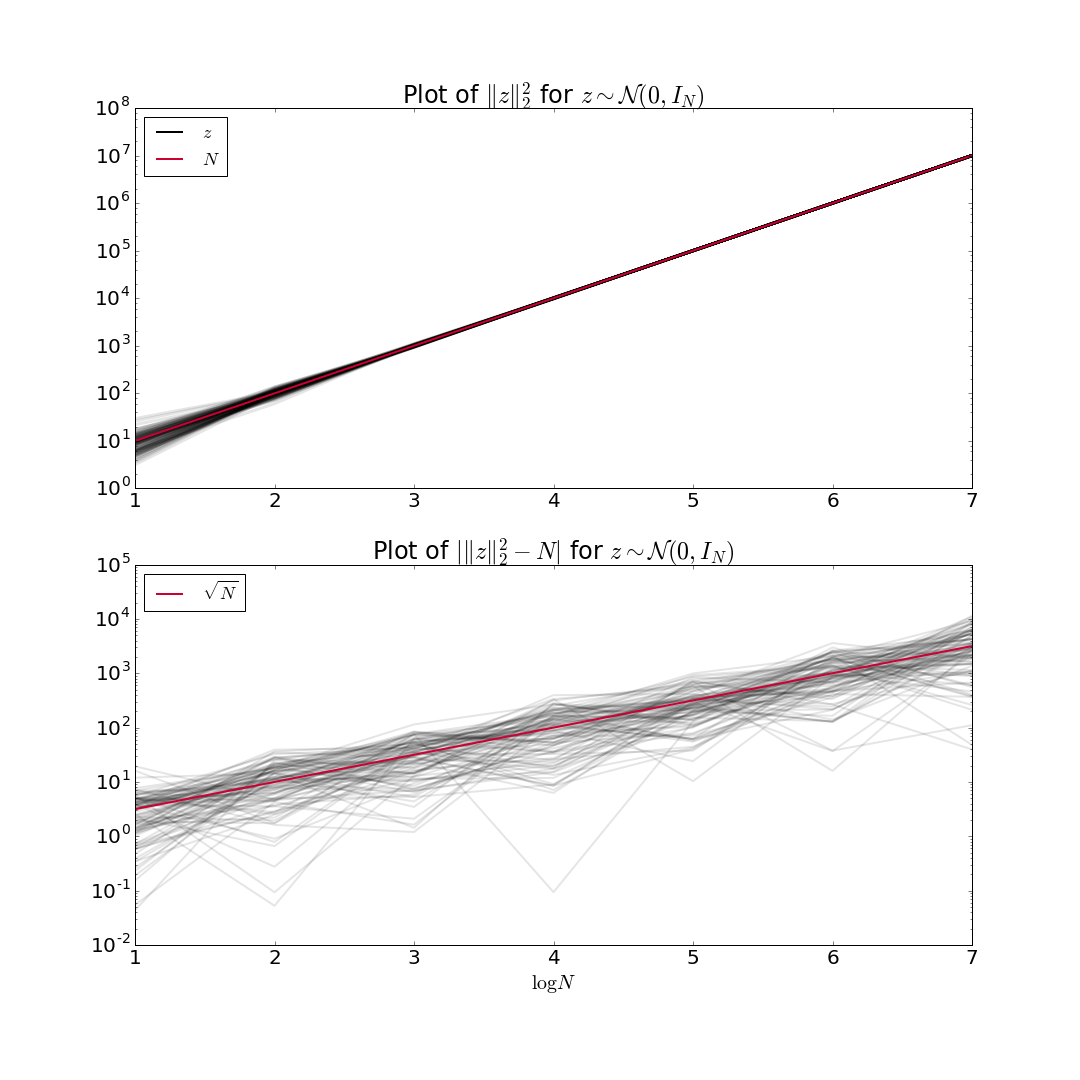 Plot of ‖z‖₂² for z ∼ 𝒩(0, I_N)
10⁸
z
10⁷
N
10⁶
10⁵
10⁴
10³
10²
10¹
10⁰
1 2 3 4 5 6 7
Plot of |‖z‖₂² − N| for z ∼ 𝒩(0, I_N)
10⁵
√N
10⁴
10³
10²
10¹
10⁰
10⁻¹
10⁻²
1 2 3 4 5 6 7
logN